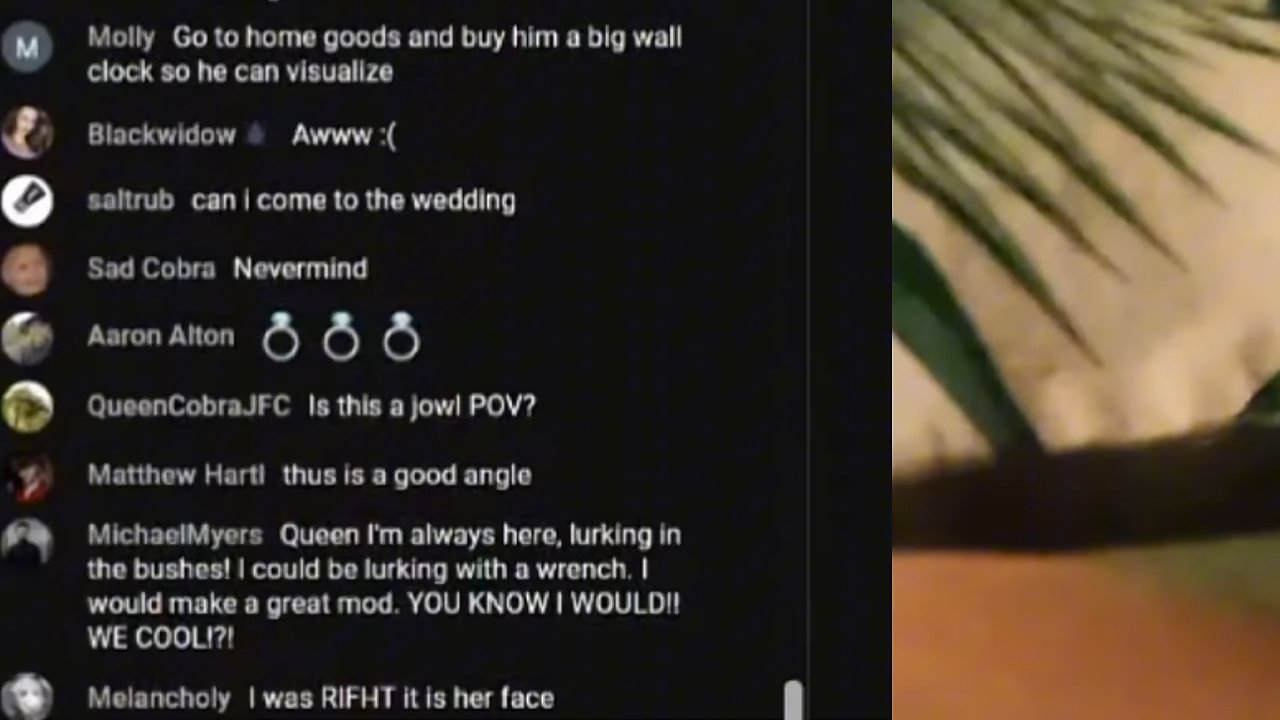 M Molly Go to home goods and buy him a big wall
clock so he can visualize
Blackwidow Awww :(
saltrub can i come to the wedding
Sad Cobra Nevermind
Aaron Alton 💍 💍 💍
QueenCobraJFC Is this a jowl POV?
Matthew Hartl thus is a good angle
MichaelMyers Queen I'm always here, lurking in
the bushes! I could be lurking with a wrench. I
would make a great mod. YOU KNOW I WOULD!!
WE COOL!?!
Melancholy I was RIFHT it is her face